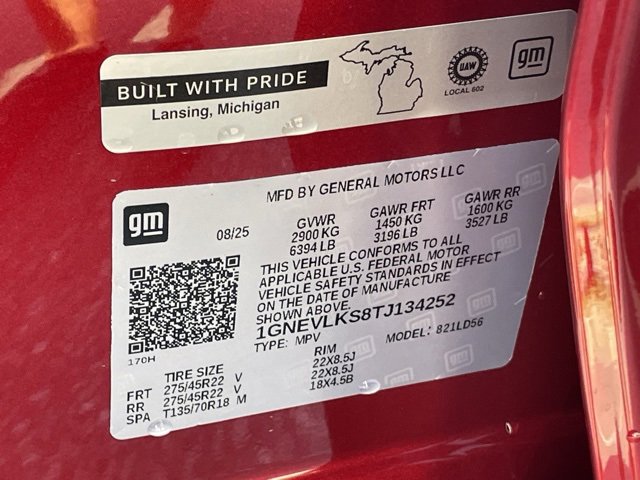 BUILT WITH PRIDE
Lansing, Michigan
UAW
LOCAL 602
gm
MFD BY GENERAL MOTORS LLC
gm
08/25
GVWR
2900 KG
6394 LB
GAWR FRT
1450 KG
3196 LB
GAWR RR
1600 KG
3527 LB
THIS VEHICLE CONFORMS TO ALL
APPLICABLE U.S. FEDERAL MOTOR
VEHICLE SAFETY STANDARDS IN EFFECT
ON THE DATE OF MANUFACTURE
SHOWN ABOVE.
1GNEVLKS8TJ134252
TYPE: MPV MODEL: 821LD56
170H
TIRE SIZE RIM
FRT 275/45R22 V 22X8.5J
RR 275/45R22 V 22X8.5J
SPA T135/70R18 M 18X4.5B